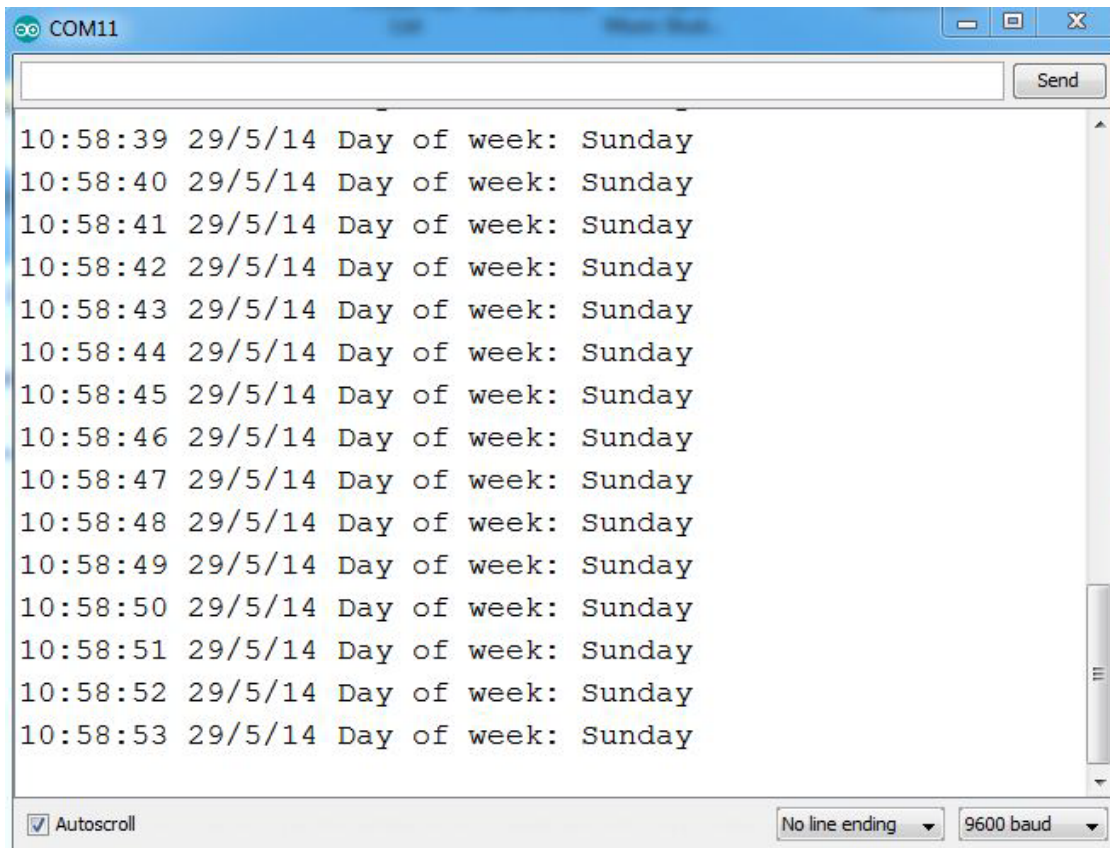 COM11
Send
10:58:39 29/5/14 Day of week: Sunday
10:58:40 29/5/14 Day of week: Sunday
10:58:41 29/5/14 Day of week: Sunday
10:58:42 29/5/14 Day of week: Sunday
10:58:43 29/5/14 Day of week: Sunday
10:58:44 29/5/14 Day of week: Sunday
10:58:45 29/5/14 Day of week: Sunday
10:58:46 29/5/14 Day of week: Sunday
10:58:47 29/5/14 Day of week: Sunday
10:58:48 29/5/14 Day of week: Sunday
10:58:49 29/5/14 Day of week: Sunday
10:58:50 29/5/14 Day of week: Sunday
10:58:51 29/5/14 Day of week: Sunday
10:58:52 29/5/14 Day of week: Sunday
10:58:53 29/5/14 Day of week: Sunday
Autoscroll No line ending 9600 baud